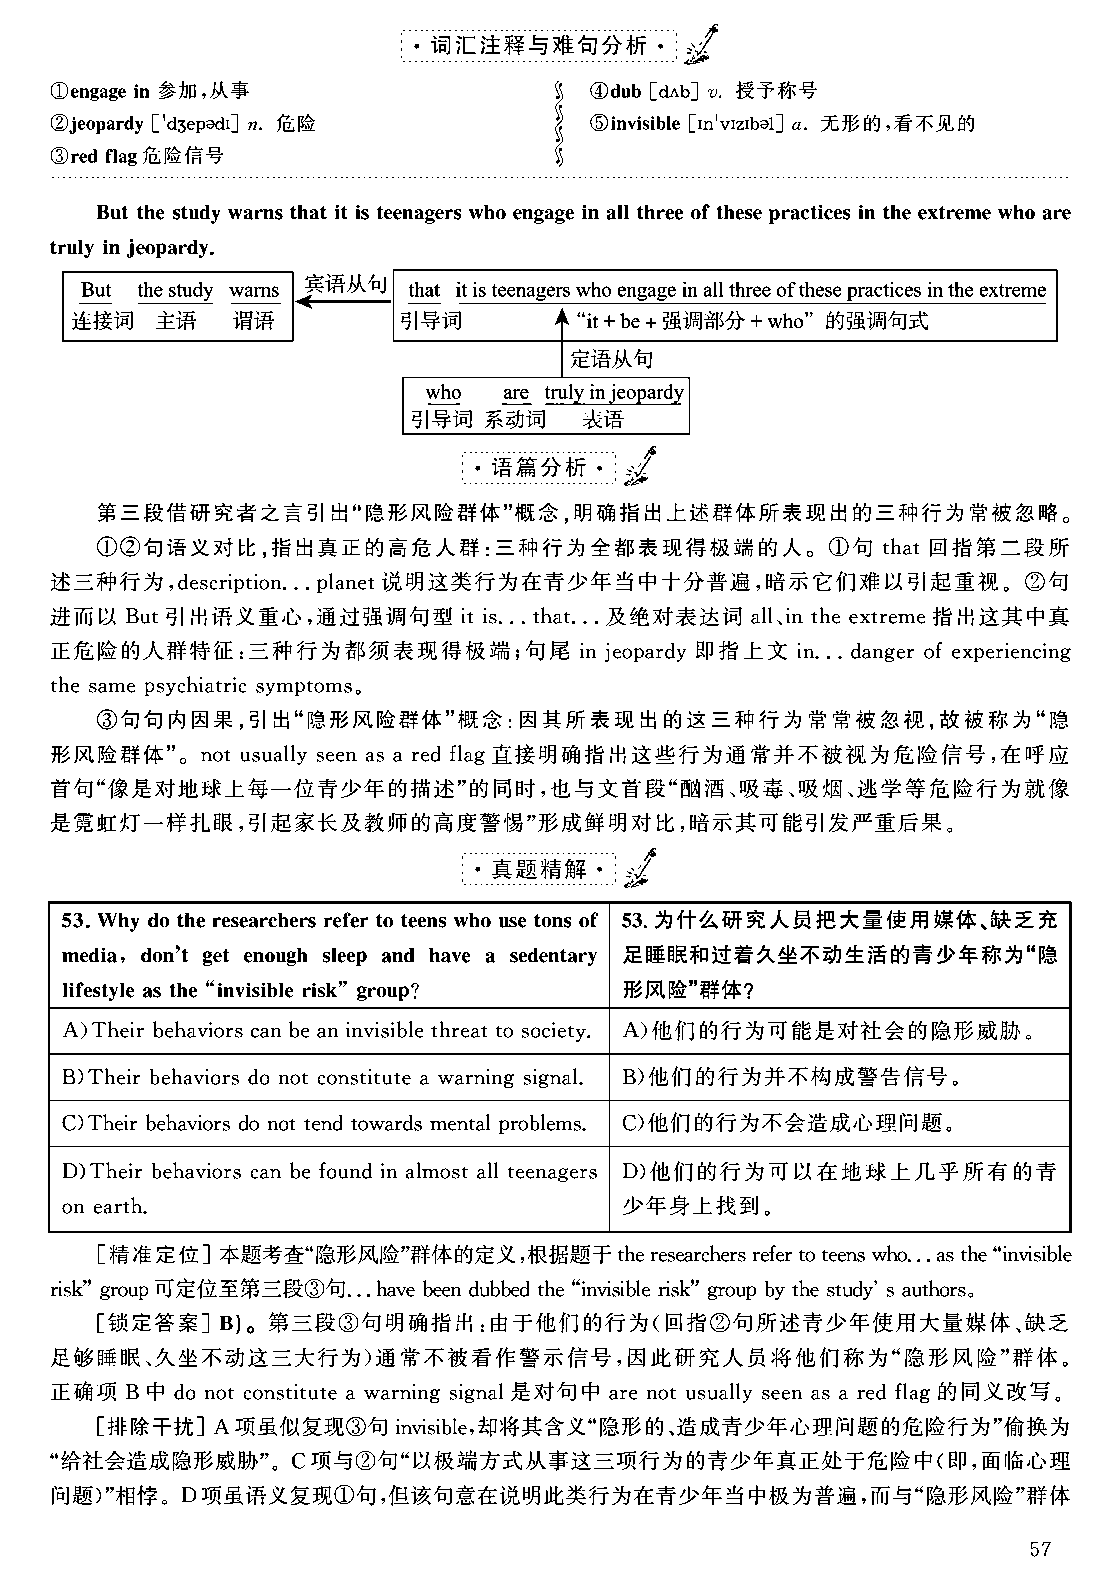 ·词汇注释与难句分析·
①engage in 参加,从事
②jeopardy [ˈdʒepədɪ] n. 危险
③red flag 危险信号
④dub [dʌb] v. 授予称号
⑤invisible [ɪnˈvɪzɪbəl] a. 无形的,看不见的
But the study warns that it is teenagers who engage in all three of these practices in the extreme who are
truly in jeopardy.
But the study warns 宾语从句 that it is teenagers who engage in all three of these practices in the extreme
连接词 主语 谓语 引导词 “it + be + 强调部分 + who” 的强调句式
定语从句
who are truly in jeopardy
引导词 系动词 表语
·语篇分析·
第三段借研究者之言引出“隐形风险群体”概念,明确指出上述群体所表现出的三种行为常被忽略。
①②句语义对比,指出真正的高危人群:三种行为全都表现得极端的人。①句 that 回指第二段所
述三种行为,description... planet 说明这类行为在青少年当中十分普遍,暗示它们难以引起重视。②句
进而以 But 引出语义重心,通过强调句型 it is... that... 及绝对表达词 all、in the extreme 指出这其中真
正危险的人群特征:三种行为都须表现得极端;句尾 in jeopardy 即指上文 in... danger of experiencing
the same psychiatric symptoms。
③句句内因果,引出“隐形风险群体”概念:因其所表现出的这三种行为常常被忽视,故被称为“隐
形风险群体”。not usually seen as a red flag 直接明确指出这些行为通常并不被视为危险信号,在呼应
首句“像是对地球上每一位青少年的描述”的同时,也与文首段“酗酒、吸毒、吸烟、逃学等危险行为就像
是霓虹灯一样扎眼,引起家长及教师的高度警惕”形成鲜明对比,暗示其可能引发严重后果。
·真题精解·
53. Why do the researchers refer to teens who use tons of
media, don't get enough sleep and have a sedentary
lifestyle as the “invisible risk” group?
53. 为什么研究人员把大量使用媒体、缺乏充
足睡眠和过着久坐不动生活的青少年称为“隐
形风险”群体?
A)Their behaviors can be an invisible threat to society.
A)他们的行为可能是对社会的隐形威胁。
B)Their behaviors do not constitute a warning signal.
B)他们的行为并不构成警告信号。
C)Their behaviors do not tend towards mental problems.
C)他们的行为不会造成心理问题。
D)Their behaviors can be found in almost all teenagers
on earth.
D)他们的行为可以在地球上几乎所有的青
少年身上找到。
[精准定位] 本题考查“隐形风险”群体的定义,根据题于 the researchers refer to teens who... as the “invisible
risk” group 可定位至第三段③句... have been dubbed the “invisible risk” group by the study' s authors。
[锁定答案] B)。第三段③句明确指出:由于他们的行为(回指②句所述青少年使用大量媒体、缺乏
足够睡眠、久坐不动这三大行为)通常不被看作警示信号,因此研究人员将他们称为“隐形风险”群体。
正确项 B 中 do not constitute a warning signal 是对句中 are not usually seen as a red flag 的同义改写。
[排除干扰] A 项虽似复现③句 invisible,却将其含义“隐形的、造成青少年心理问题的危险行为”偷换为
“给社会造成隐形威胁”。C 项与②句“以极端方式从事这三项行为的青少年真正处于危险中(即,面临心理
问题)”相悖。D 项虽语义复现①句,但该句意在说明此类行为在青少年当中极为普遍,而与“隐形风险”群体
57